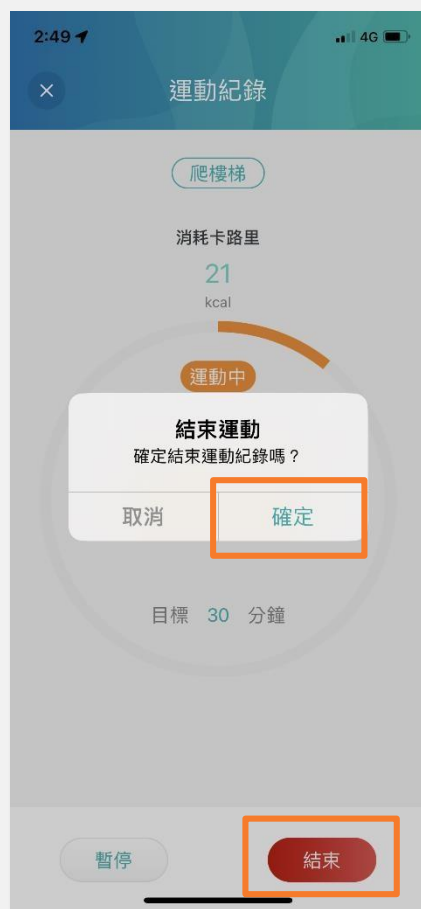 2:49
4G
運動紀錄
爬樓梯
消耗卡路里
21
kcal
運動中
結束運動
確定結束運動紀錄嗎？
取消
確定
目標 30 分鐘
暫停
結束